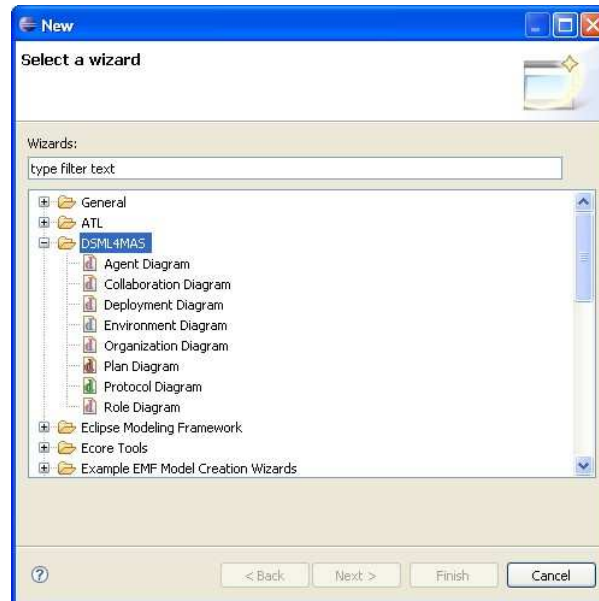 New
Select a wizard
Wizards:
type filter text
General
ATL
DSML4MAS
Agent Diagram
Collaboration Diagram
Deployment Diagram
Environment Diagram
Organization Diagram
Plan Diagram
Protocol Diagram
Role Diagram
Eclipse Modeling Framework
Ecore Tools
Example EMF Model Creation Wizards
? < Back Next > Finish Cancel